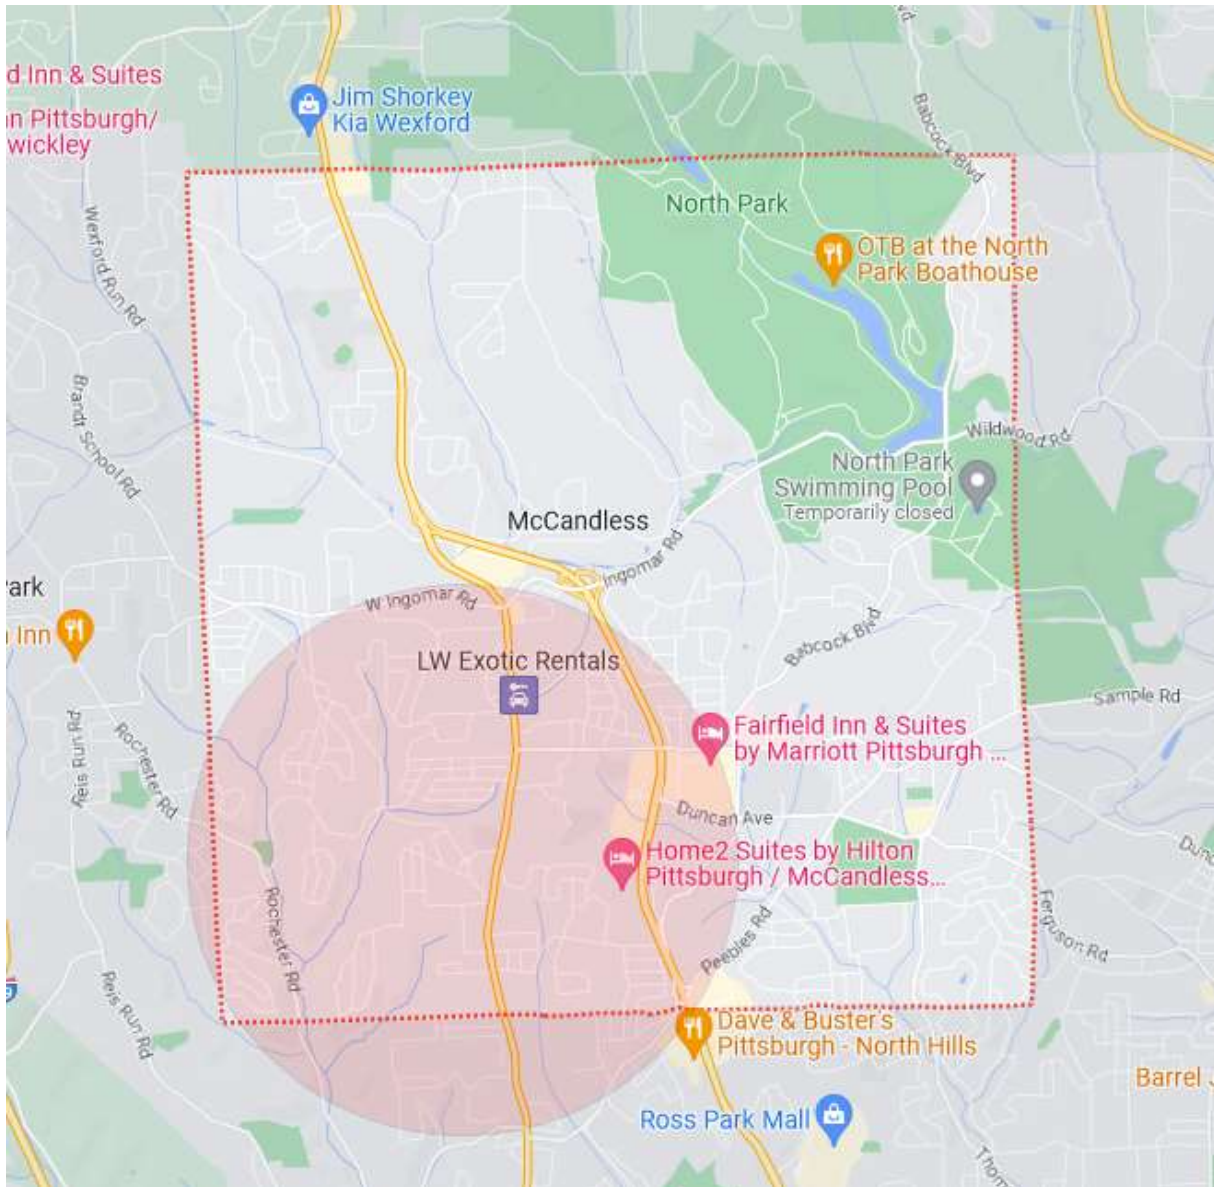 Babcock Blvd
d Inn & Suites
an Pittsburgh/
wickley
Jim Shorkey
Kia Wexford
North Park
OTB at the North
Park Boathouse
Wexford Run Rd
Brandt School Rd
Wildwood Rd
North Park
Swimming Pool
Temporarily closed
McCandless
Ingomar Rd
W Ingomar Rd
ark
Inn
Babcock Blvd
LW Exotic Rentals
Sample Rd
Reis Run Rd
Rochester Rd
Fairfield Inn & Suites
by Marriott Pittsburgh ...
Duncan Ave
Home2 Suites by Hilton
Pittsburgh / McCandless...
Dunc
Rochester Rd
Peebles Rd
Ferguson Rd
Reis Run Rd
Dave & Buster's
Pittsburgh - North Hills
Barrel
Ross Park Mall
Thom